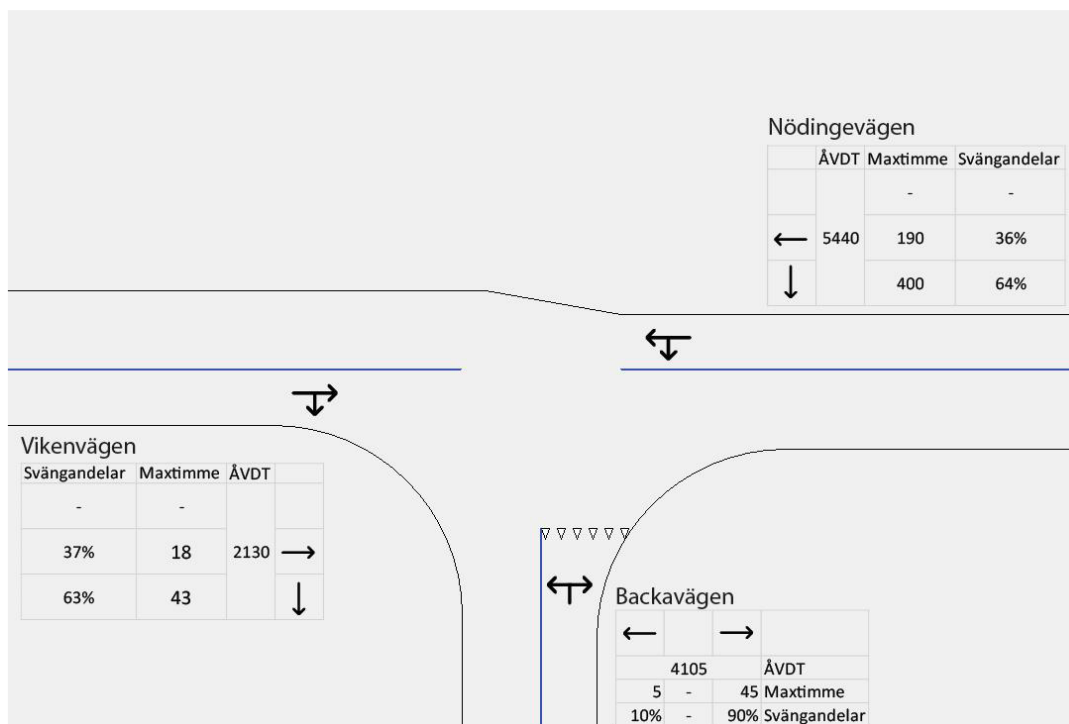 Nödingevägen
ÅVDT Maxtimme Svängandelar
- -
← 5440 190 36%
↓ 400 64%
Vikenvägen
Svängandelar Maxtimme ÅVDT
- -
37% 18 2130 →
63% 43 ↓
Backavägen
← →
4105 ÅVDT
5 - 45 Maxtimme
10% - 90% Svängandelar